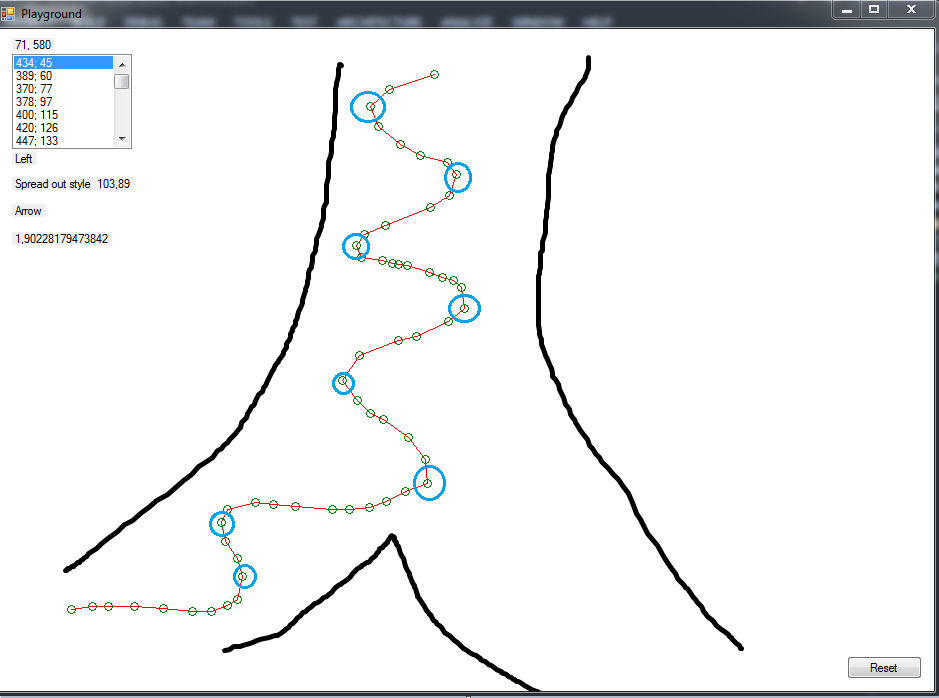 Playground
71, 580
434; 45
389; 60
370; 77
378; 97
400; 115
420; 126
447; 133
Left
Spread out style 103,89
Arrow
1,90228179473842
Reset